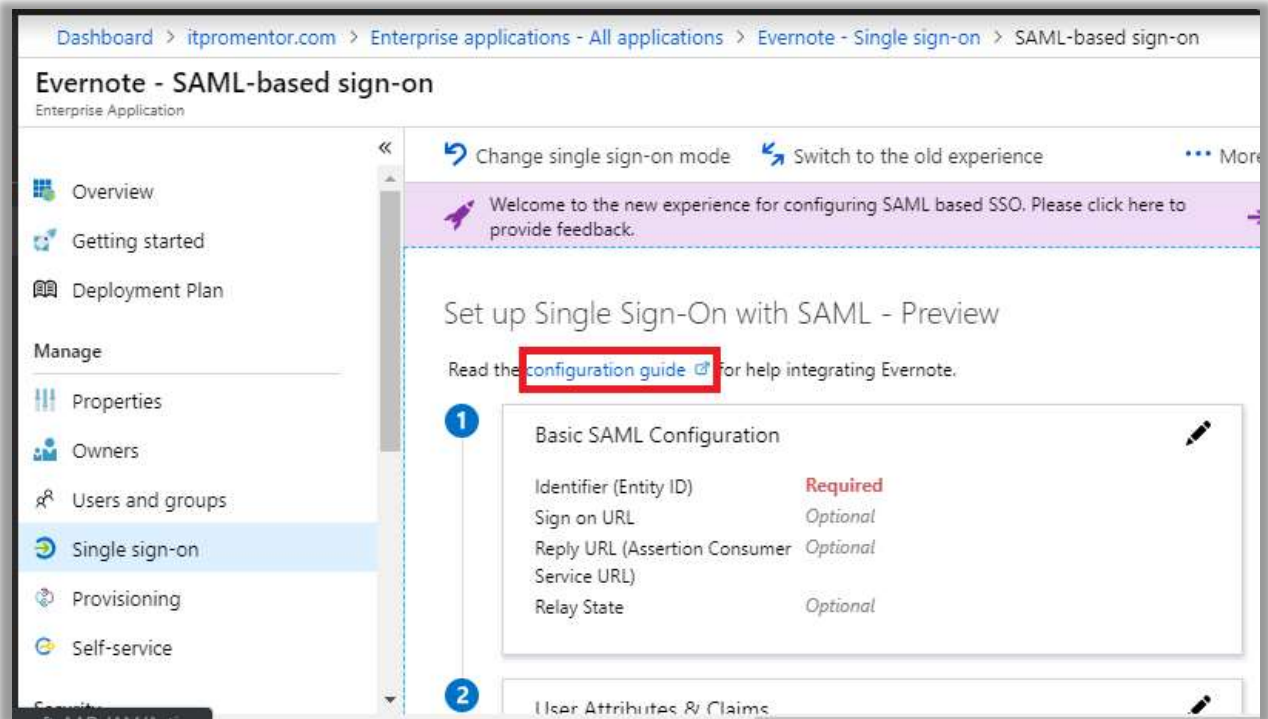 Dashboard > itpromentor.com > Enterprise applications - All applications > Evernote - Single sign-on > SAML-based sign-on
Evernote - SAML-based sign-on
Enterprise Application
«
Overview
Getting started
Deployment Plan
Manage
Properties
Owners
Users and groups
Single sign-on
Provisioning
Self-service
Security
Change single sign-on mode
Switch to the old experience
••• More
Welcome to the new experience for configuring SAML based SSO. Please click here to
provide feedback.
Set up Single Sign-On with SAML - Preview
Read the configuration guide for help integrating Evernote.
1
Basic SAML Configuration
Identifier (Entity ID) Required
Sign on URL Optional
Reply URL (Assertion Consumer Optional
Service URL)
Relay State Optional
2
User Attributes & Claims